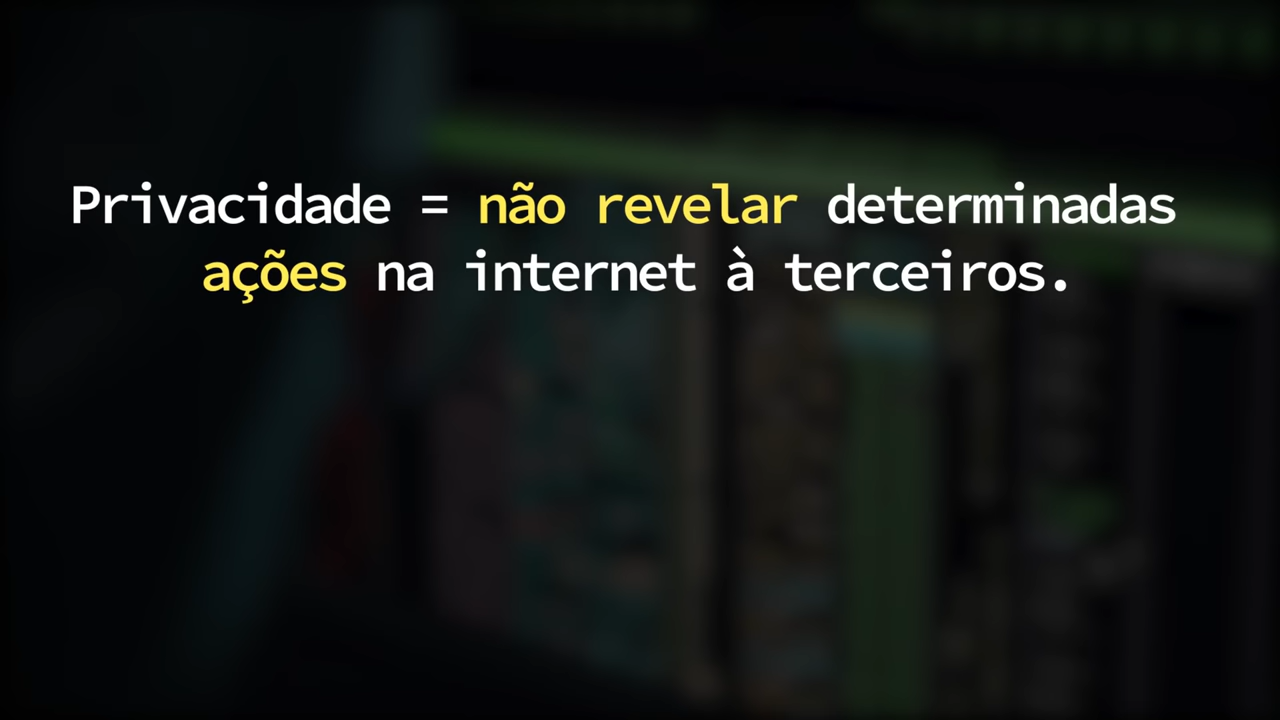 Privacidade = não revelar determinadas
ações na internet à terceiros.